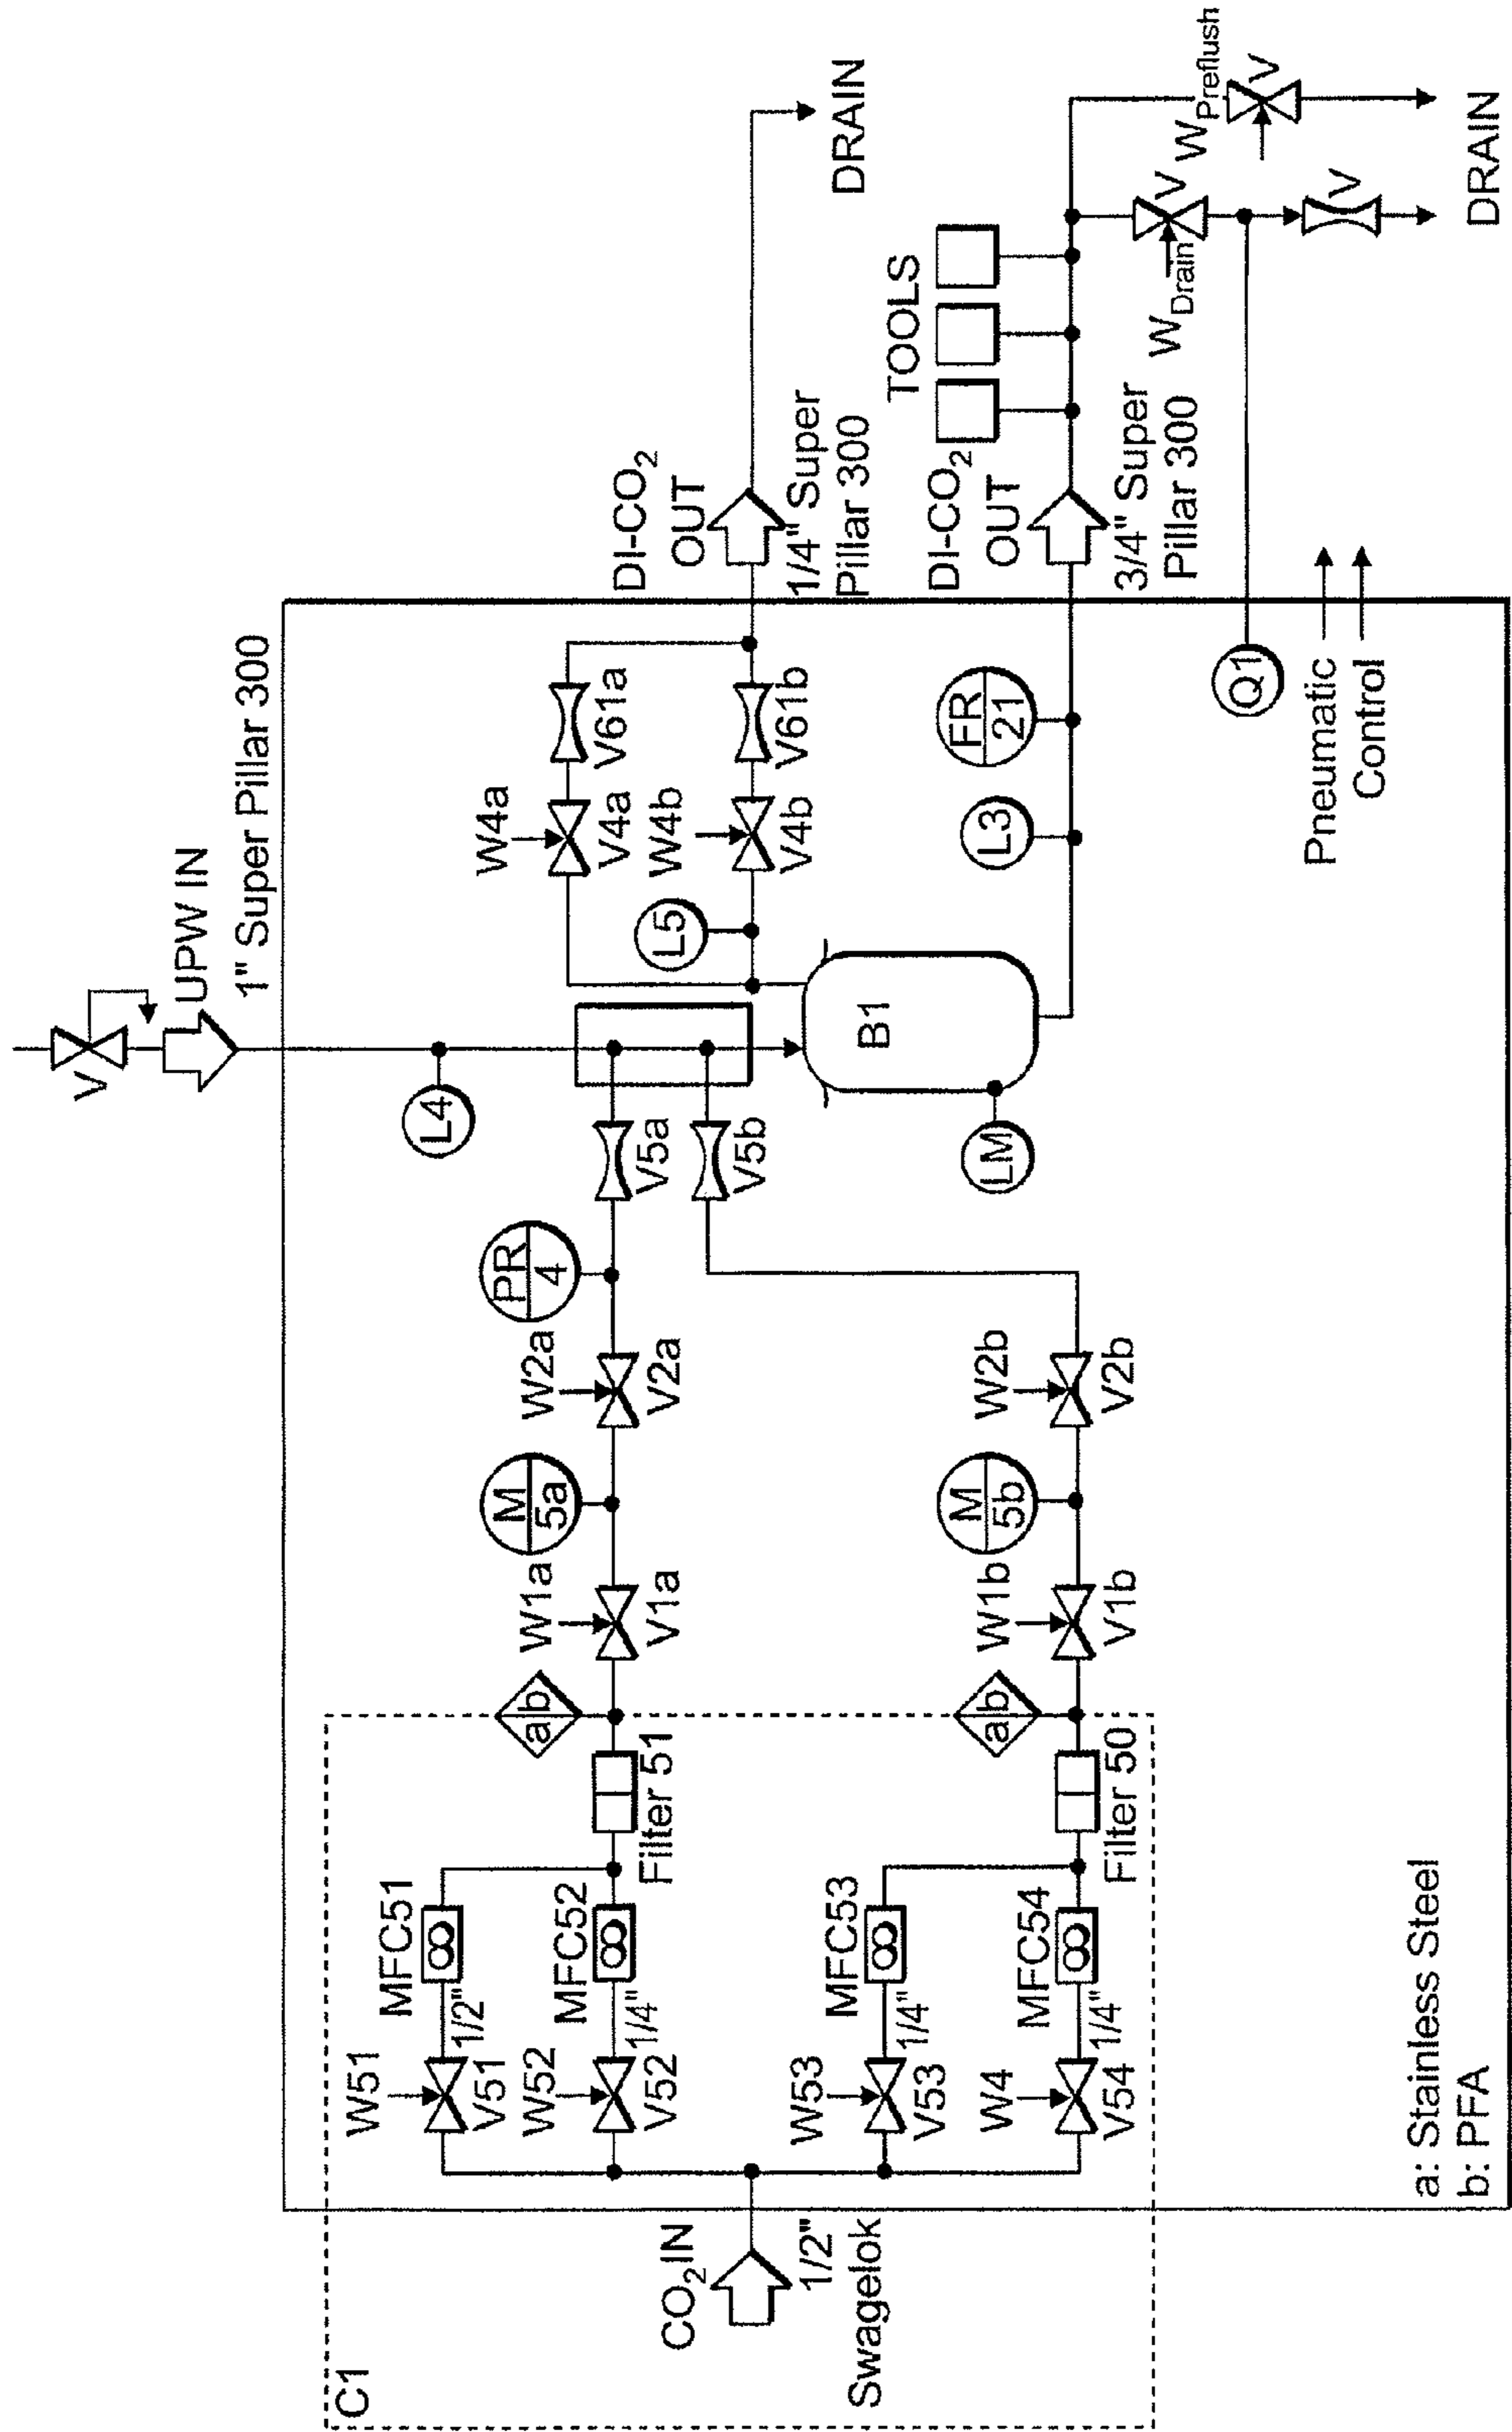 C1
CO2 IN
1/2"
Swagelok
W51
V51
1/2"
MFC51
W52
V52
1/4"
MFC52
Filter 51
W53
V53
1/4"
MFC53
W4
V54
1/4"
MFC54
Filter 50
a b
a b
W1a
V1a
M
5a
W2a
V2a
PR
4
V5a
W1b
V1b
M
5b
W2b
V2b
V5b
V
UPW IN
1" Super Pillar 300
L4
L5
W4a
V4a
V61a
W4b
V4b
V61b
B1
LM
L3
FR
21
Q1
Pneumatic
Control
DI-CO2
OUT
1/4" Super
Pillar 300
DRAIN
DI-CO2
OUT
3/4" Super
Pillar 300
TOOLS
WDrain
V
WPreflush
V
V
DRAIN
a: Stainless Steel
b: PFA